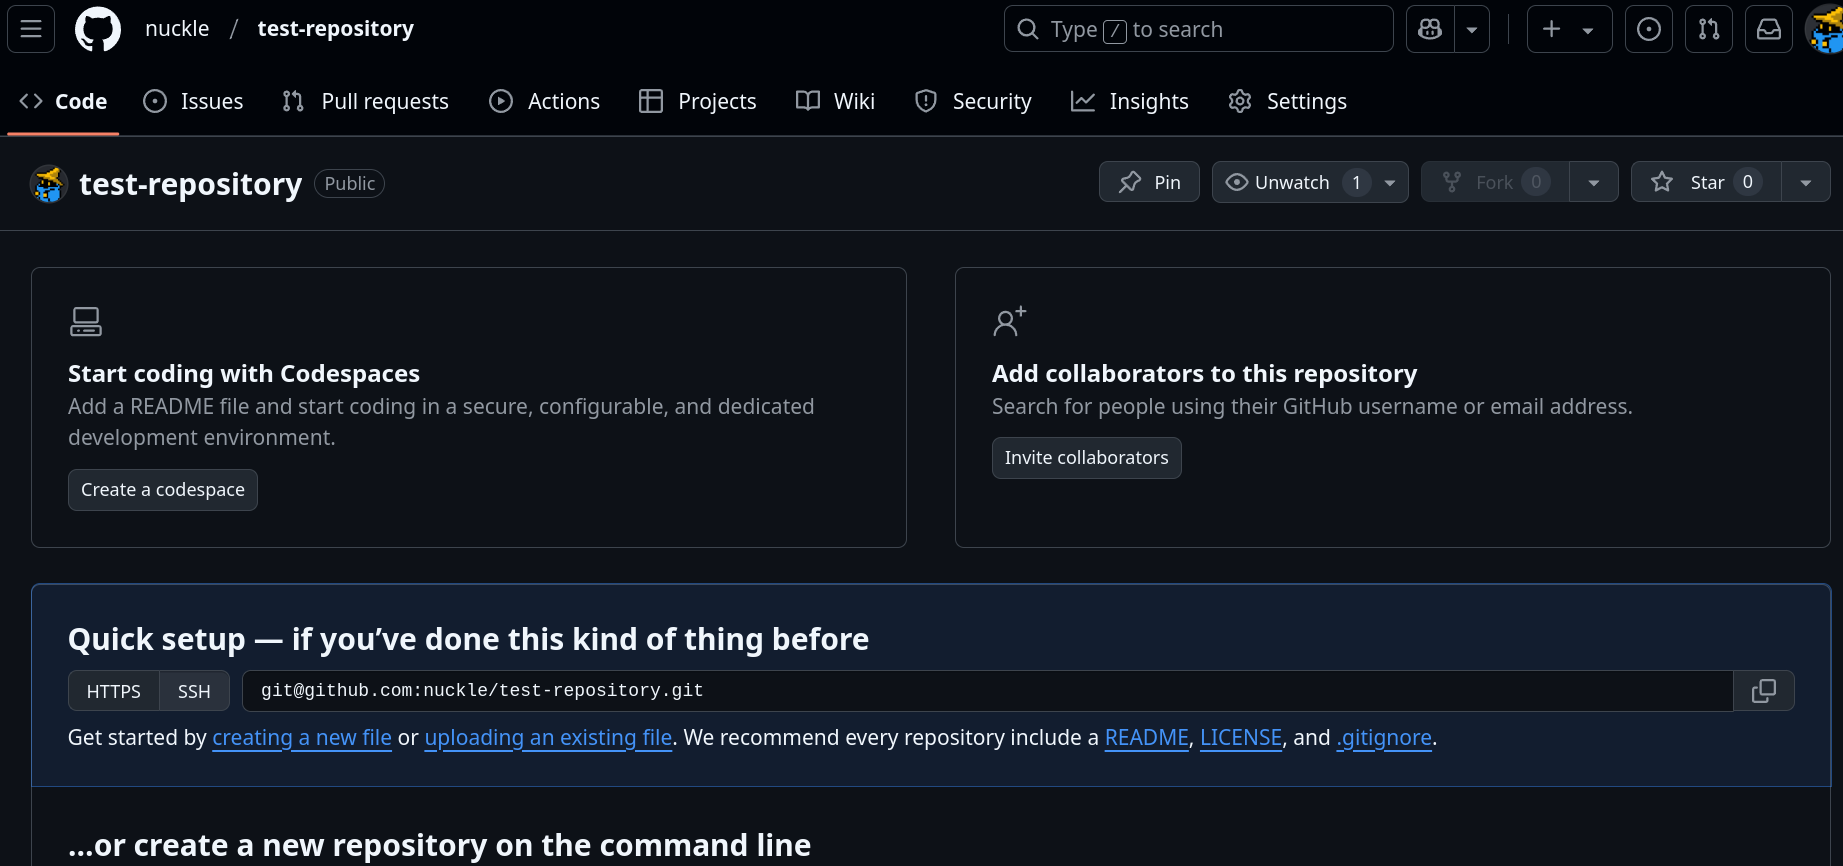 nuckle / test-repository
Type / to search
Code Issues Pull requests Actions Projects Wiki Security Insights Settings
test-repository Public
Pin Unwatch 1 Fork 0 Star 0
Start coding with Codespaces
Add a README file and start coding in a secure, configurable, and dedicated
development environment.
Create a codespace
Add collaborators to this repository
Search for people using their GitHub username or email address.
Invite collaborators
Quick setup — if you’ve done this kind of thing before
HTTPS SSH git@github.com:nuckle/test-repository.git
Get started by creating a new file or uploading an existing file. We recommend every repository include a README, LICENSE, and .gitignore.
…or create a new repository on the command line